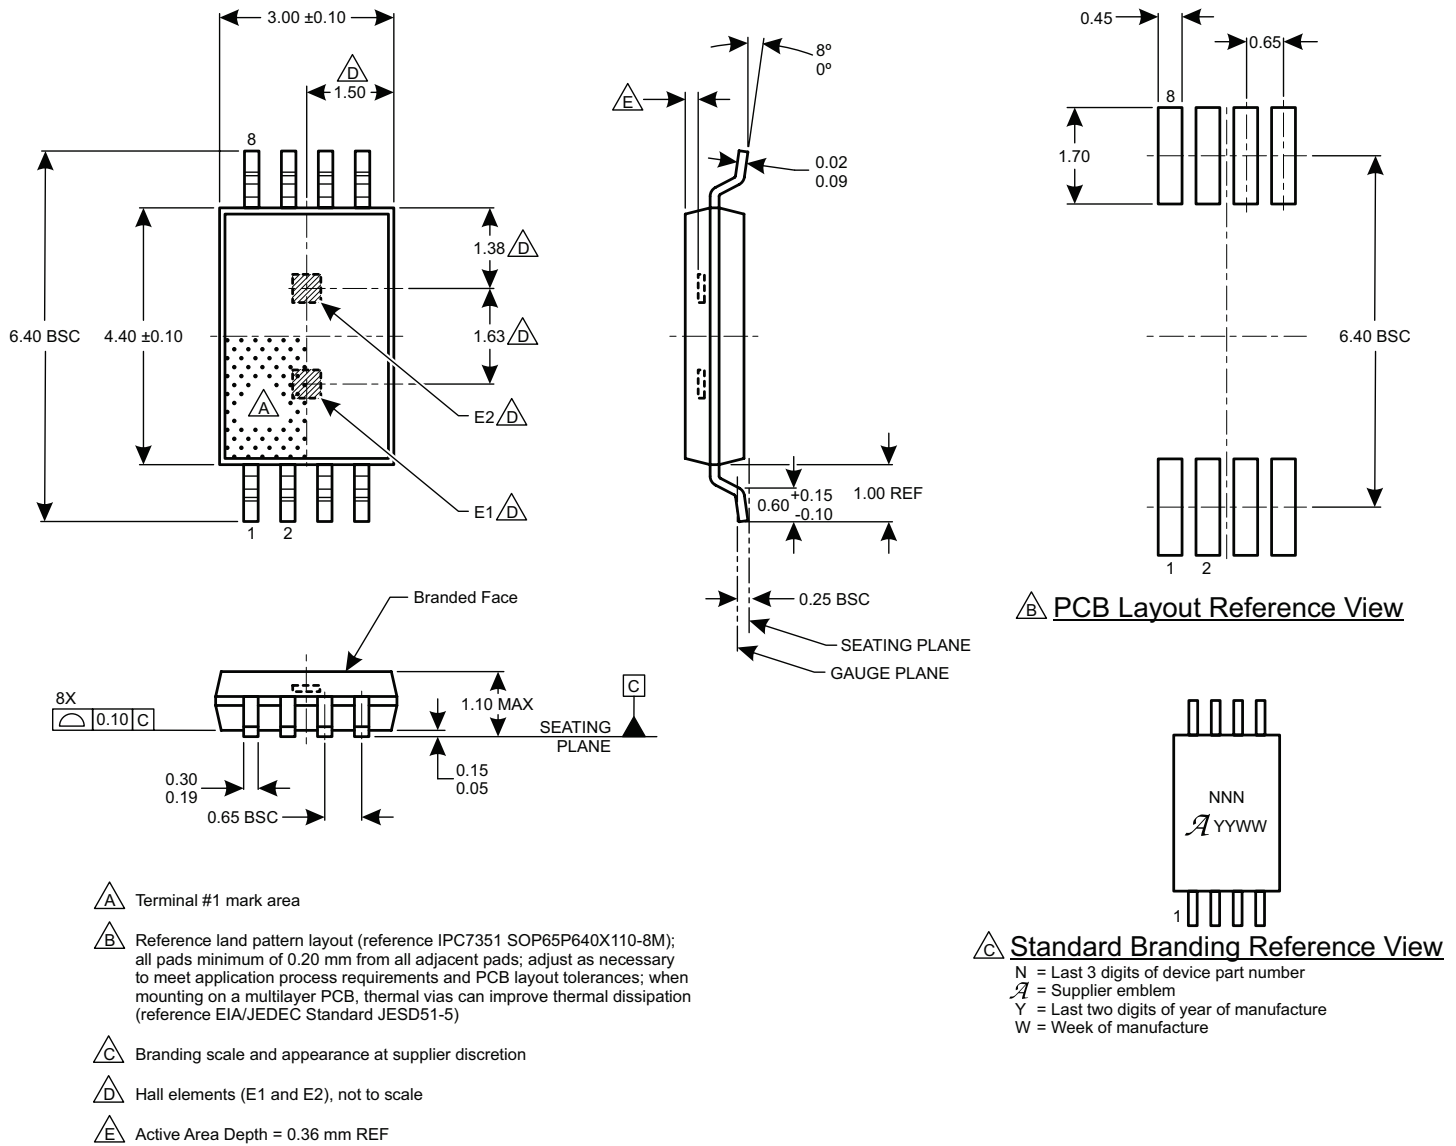 3.00 ±0.10
D
1.50
8
1.38 D
6.40 BSC
4.40 ±0.10
1.63 D
A
E2 D
E1 D
1 2
E
8º
0º
0.02
0.09
0.60 +0.15
-0.10
1.00 REF
0.25 BSC
SEATING PLANE
GAUGE PLANE
0.45
0.65
8
1.70
6.40 BSC
1 2
B PCB Layout Reference View
Branded Face
8X
0.10 C
1.10 MAX
C
SEATING
PLANE
0.15
0.05
0.30
0.19
0.65 BSC
NNN
A YYWW
1
C Standard Branding Reference View
N = Last 3 digits of device part number
A = Supplier emblem
Y = Last two digits of year of manufacture
W = Week of manufacture
A Terminal #1 mark area
B Reference land pattern layout (reference IPC7351 SOP65P640X110-8M);
all pads minimum of 0.20 mm from all adjacent pads; adjust as necessary
to meet application process requirements and PCB layout tolerances; when
mounting on a multilayer PCB, thermal vias can improve thermal dissipation
(reference EIA/JEDEC Standard JESD51-5)
C Branding scale and appearance at supplier discretion
D Hall elements (E1 and E2), not to scale
E Active Area Depth = 0.36 mm REF